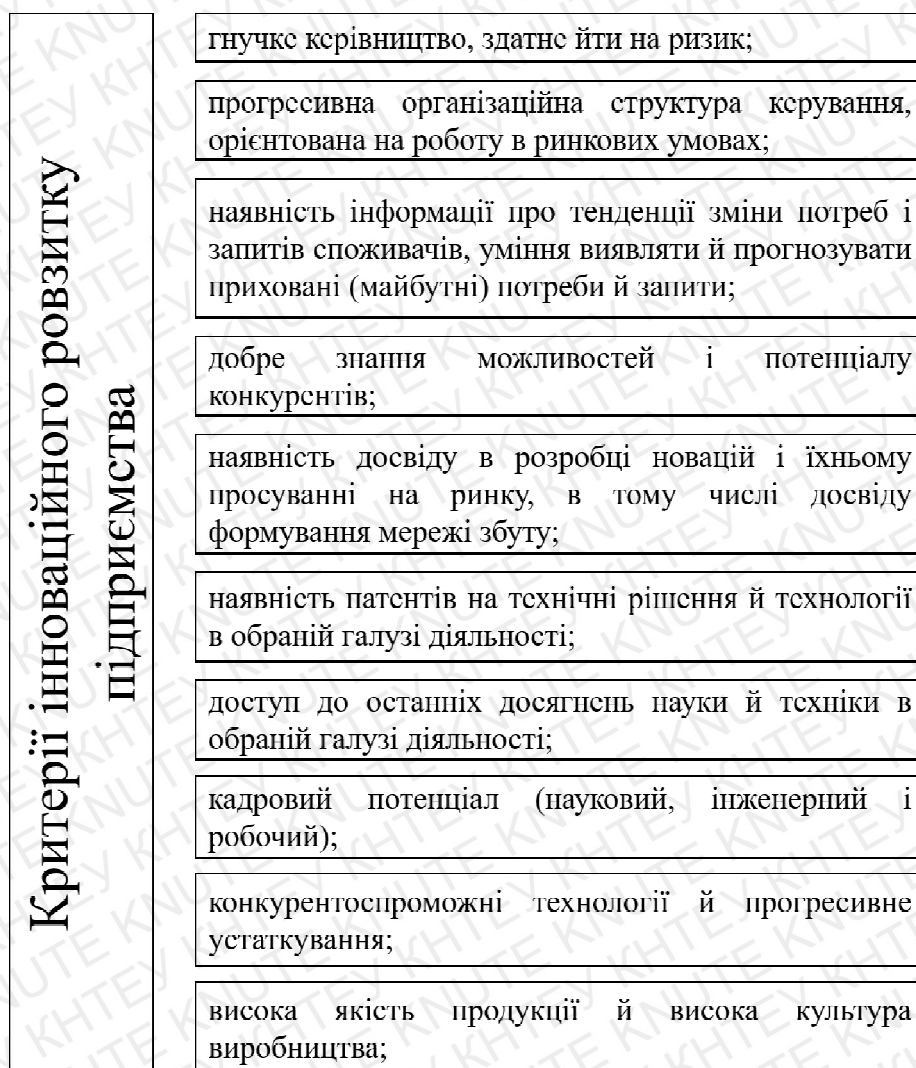 Критерії інноваційного ровзитку
підприємства
гнучке керівництво, здатне йти на ризик;
прогресивна організаційна структура керування,
орієнтована на роботу в ринкових умовах;
наявність інформації про тенденції зміни потреб і
запитів споживачів, уміння виявляти й прогнозувати
приховані (майбутні) потреби й запити;
добре знання можливостей і потенціалу
конкурентів;
наявність досвіду в розробці новацій і їхньому
просуванні на ринку, в тому числі досвіду
формування мережі збуту;
наявність патентів на технічні рішення й технології
в обраній галузі діяльності;
доступ до останніх досягнень науки й техніки в
обраній галузі діяльності;
кадровий потенціал (науковий, інженерний і
робочий);
конкурентоспроможні технології й прогресивне
устаткування;
висока якість продукції й висока культура
виробництва;